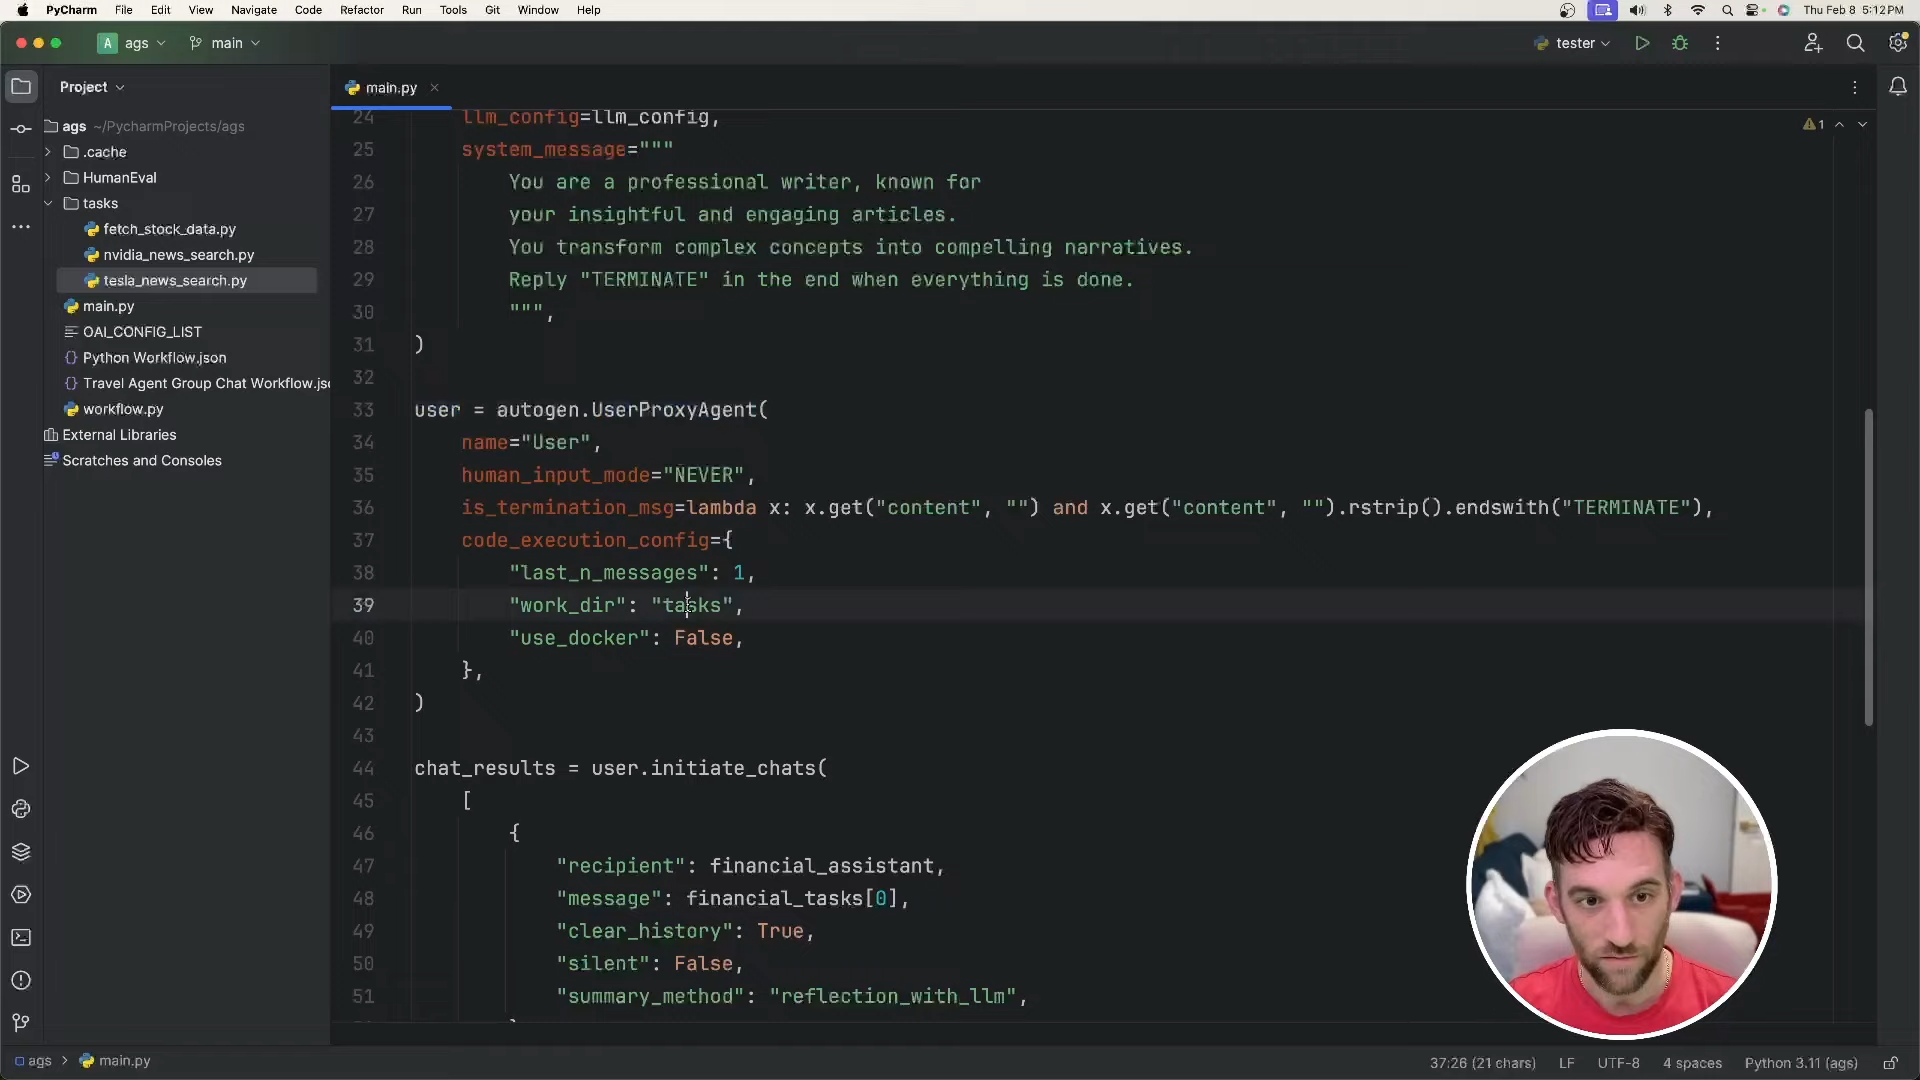 PyCharm File Edit View Navigate Code Refactor Run Tools Git Window Help Thu Feb 8 5:12PM
A ags main tester
Project main.py
ags ~/PycharmProjects/ags
.cache
HumanEval
tasks
fetch_stock_data.py
nvidia_news_search.py
tesla_news_search.py
main.py
OAI_CONFIG_LIST
Python Workflow.json
Travel Agent Group Chat Workflow.jso
workflow.py
External Libraries
Scratches and Consoles
1
24 llm_config=llm_config,
25 system_message="""
26 You are a professional writer, known for
27 your insightful and engaging articles.
28 You transform complex concepts into compelling narratives.
29 Reply "TERMINATE" in the end when everything is done.
30 """,
31 )
32
33 user = autogen.UserProxyAgent(
34 name="User",
35 human_input_mode="NEVER",
36 is_termination_msg=lambda x: x.get("content", "") and x.get("content", "").rstrip().endswith("TERMINATE"),
37 code_execution_config={
38 "last_n_messages": 1,
39 "work_dir": "tasks",
40 "use_docker": False,
41 },
42 )
43
44 chat_results = user.initiate_chats(
45 [
46 {
47 "recipient": financial_assistant,
48 "message": financial_tasks[0],
49 "clear_history": True,
50 "silent": False,
51 "summary_method": "reflection_with_llm",
ags > main.py 37:26 (21 chars) LF UTF-8 4 spaces Python 3.11 (ags)